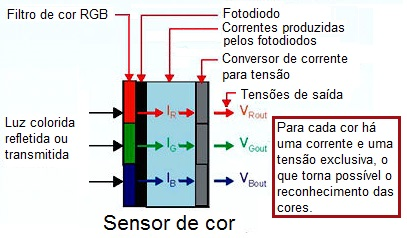 Filtro de cor RGB
Fotodiodo
Correntes produzidas
pelos fotodiodos
Conversor de corrente
para tensão
Tensões de saída
Luz colorida
refletida ou
transmitida
IR
VRout
IG
VGout
IB
VBout
Para cada cor há
uma corrente e uma
tensão exclusiva, o
que torna possível o
reconhecimento das
cores.
Sensor de cor